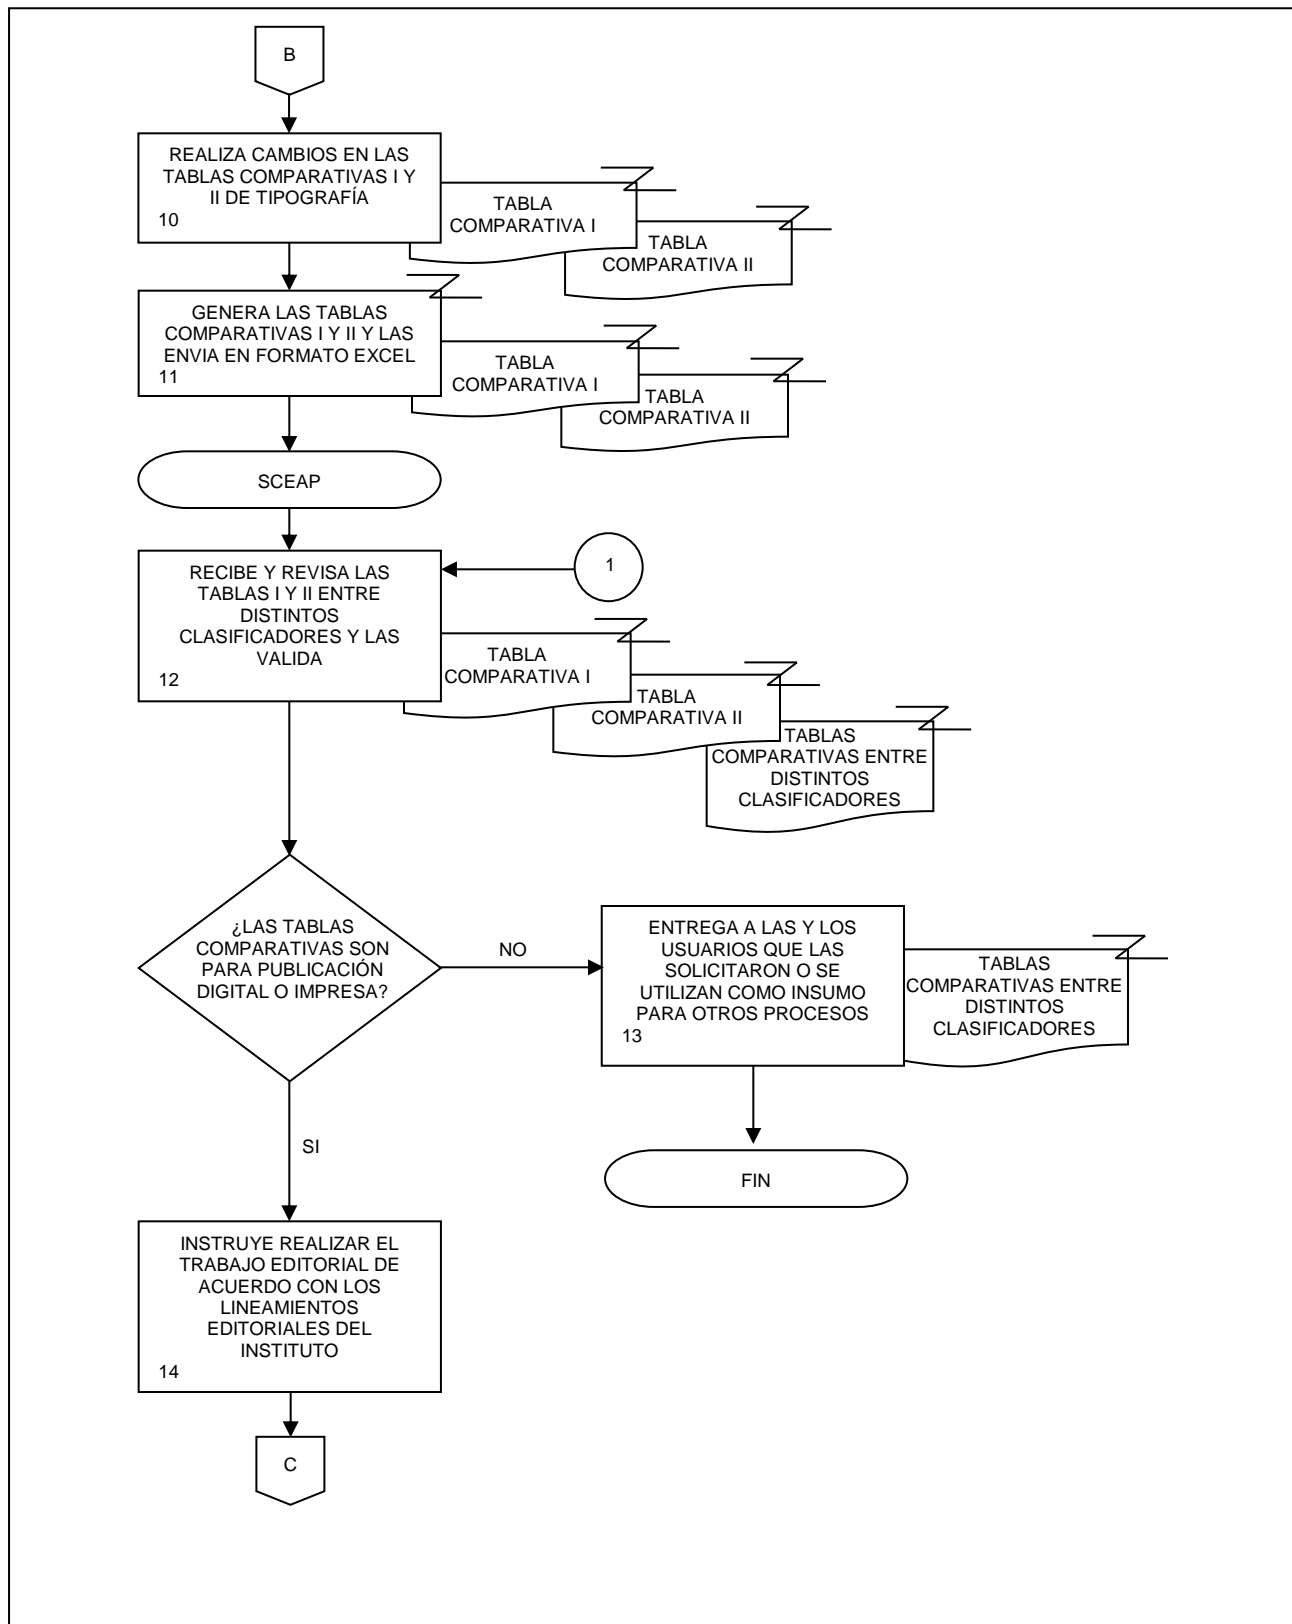 B
REALIZA CAMBIOS EN LAS
TABLAS COMPARATIVAS I Y
II DE TIPOGRAFÍA
10
TABLA
COMPARATIVA I
TABLA
COMPARATIVA II
GENERA LAS TABLAS
COMPARATIVAS I Y II Y LAS
ENVIA EN FORMATO EXCEL
11
TABLA
COMPARATIVA I
TABLA
COMPARATIVA II
SCEAP
RECIBE Y REVISA LAS
TABLAS I Y II ENTRE
DISTINTOS
CLASIFICADORES Y LAS
VALIDA
12
1
TABLA
COMPARATIVA I
TABLA
COMPARATIVA II
TABLAS
COMPARATIVAS ENTRE
DISTINTOS
CLASIFICADORES
¿LAS TABLAS
COMPARATIVAS SON
PARA PUBLICACIÓN
DIGITAL O IMPRESA?
NO
ENTREGA A LAS Y LOS
USUARIOS QUE LAS
SOLICITARON O SE
UTILIZAN COMO INSUMO
PARA OTROS PROCESOS
13
TABLAS
COMPARATIVAS ENTRE
DISTINTOS
CLASIFICADORES
SI
FIN
INSTRUYE REALIZAR EL
TRABAJO EDITORIAL DE
ACUERDO CON LOS
LINEAMIENTOS
EDITORIALES DEL
INSTITUTO
14
C